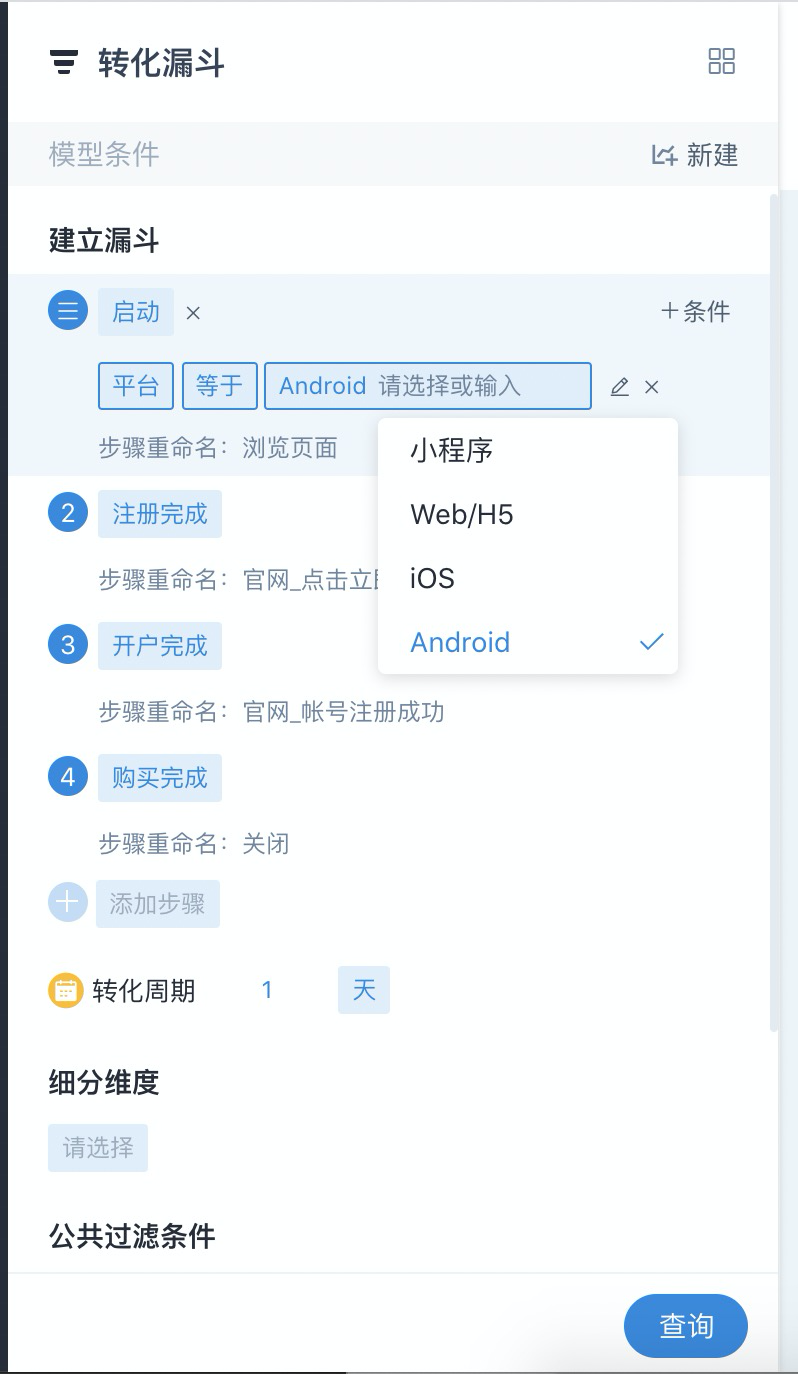 转化漏斗
模型条件 新建
建立漏斗
启动 × +条件
平台 等于 Android 请选择或输入 ×
步骤重命名：浏览页面
小程序
Web/H5
iOS
Android
2 注册完成
步骤重命名：官网_点击立
3 开户完成
步骤重命名：官网_帐号注册成功
4 购买完成
步骤重命名：关闭
添加步骤
转化周期 1 天
细分维度
请选择
公共过滤条件
查询